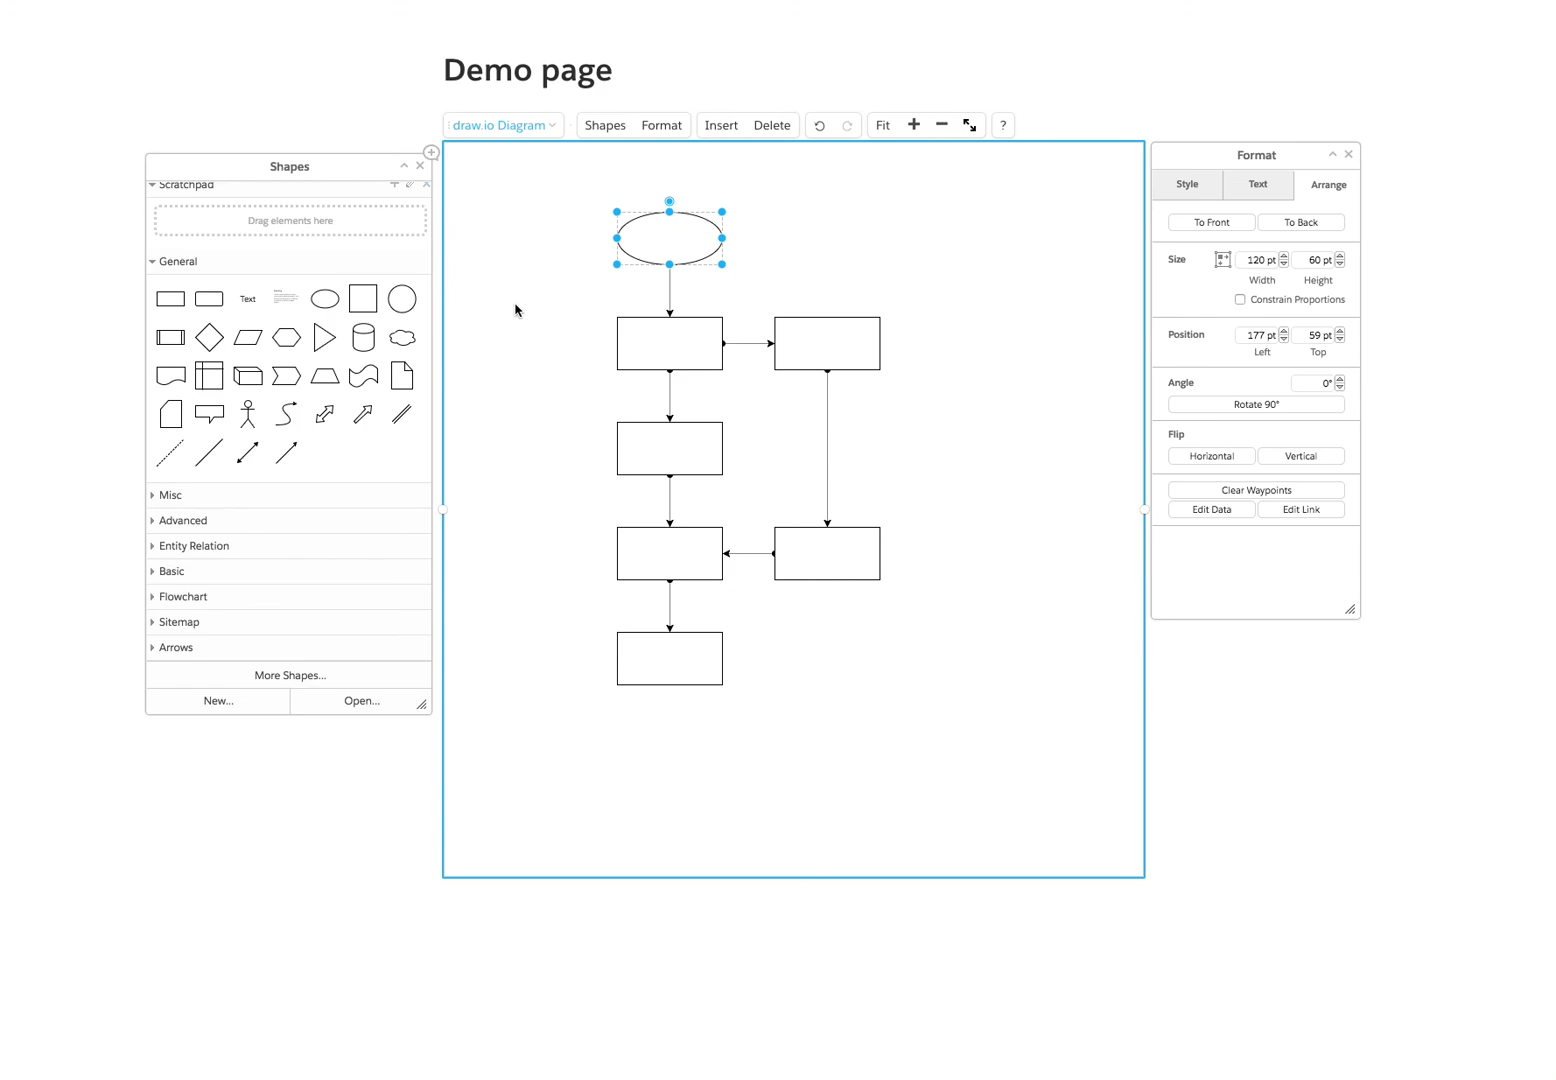 Demo page
draw.io Diagram
Shapes Format
Insert Delete
Fit
?
Shapes
Scratchpad
Drag elements here
General
Text
Misc
Advanced
Entity Relation
Basic
Flowchart
Sitemap
Arrows
More Shapes...
New... Open...
Format
Style Text Arrange
To Front To Back
Size 120 pt 60 pt
Width Height
Constrain Proportions
Position 177 pt 59 pt
Left Top
Angle 0°
Rotate 90°
Flip
Horizontal Vertical
Clear Waypoints
Edit Data Edit Link